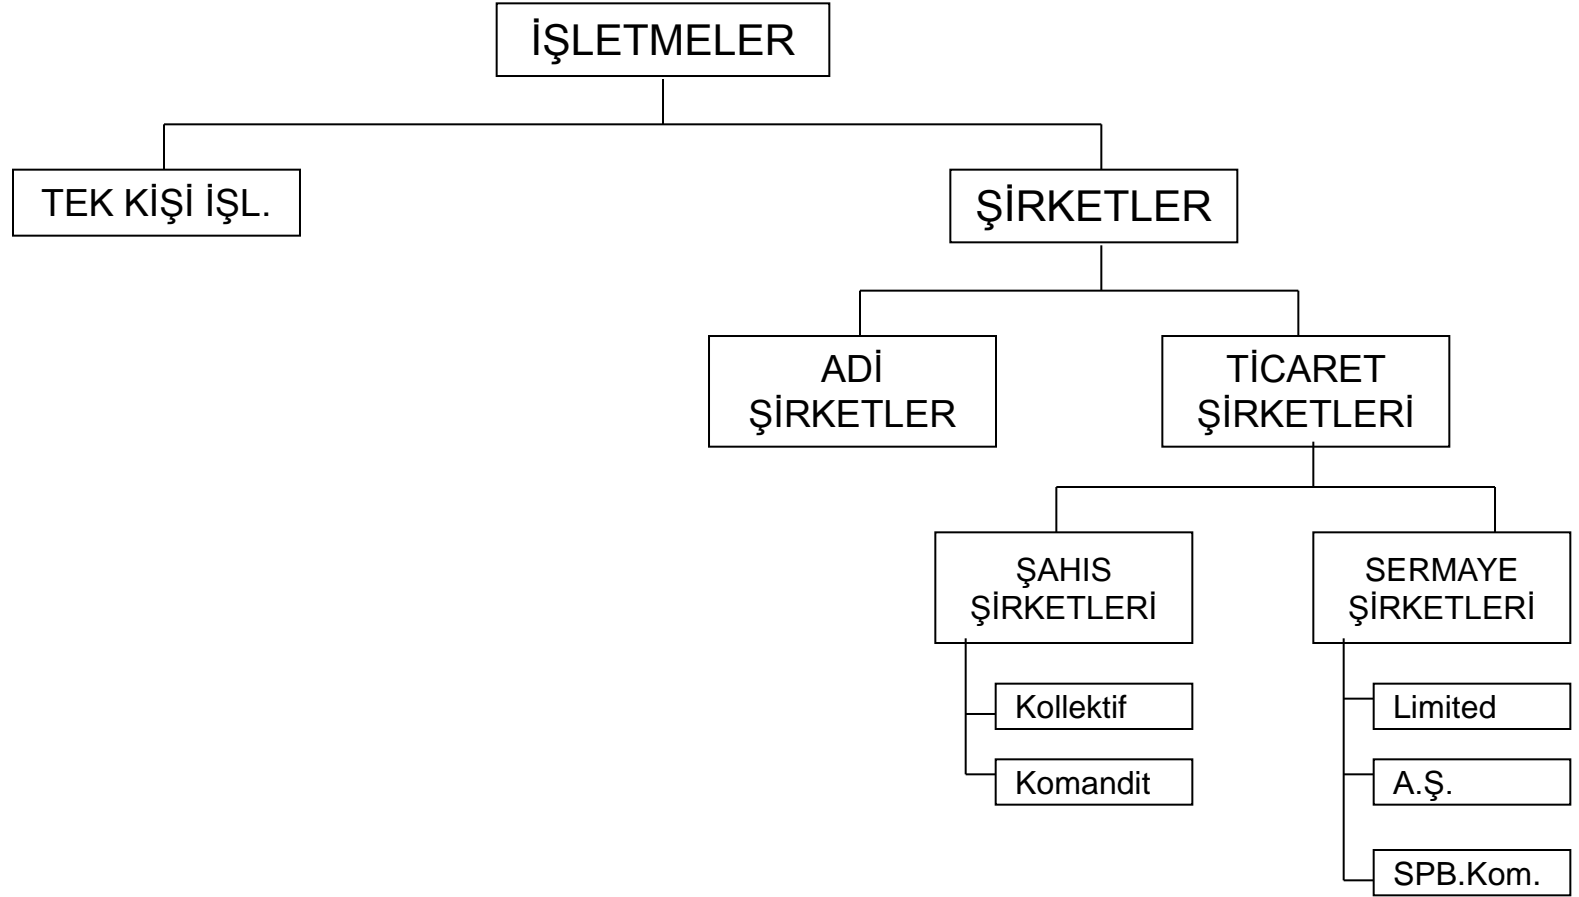 İŞLETMELER
TEK KİŞİ İŞL.
ŞİRKETLER
ADİ
ŞİRKETLER
TİCARET
ŞİRKETLERİ
ŞAHIS
ŞİRKETLERİ
SERMAYE
ŞİRKETLERİ
Kollektif
Komandit
Limited
A.Ş.
SPB.Kom.